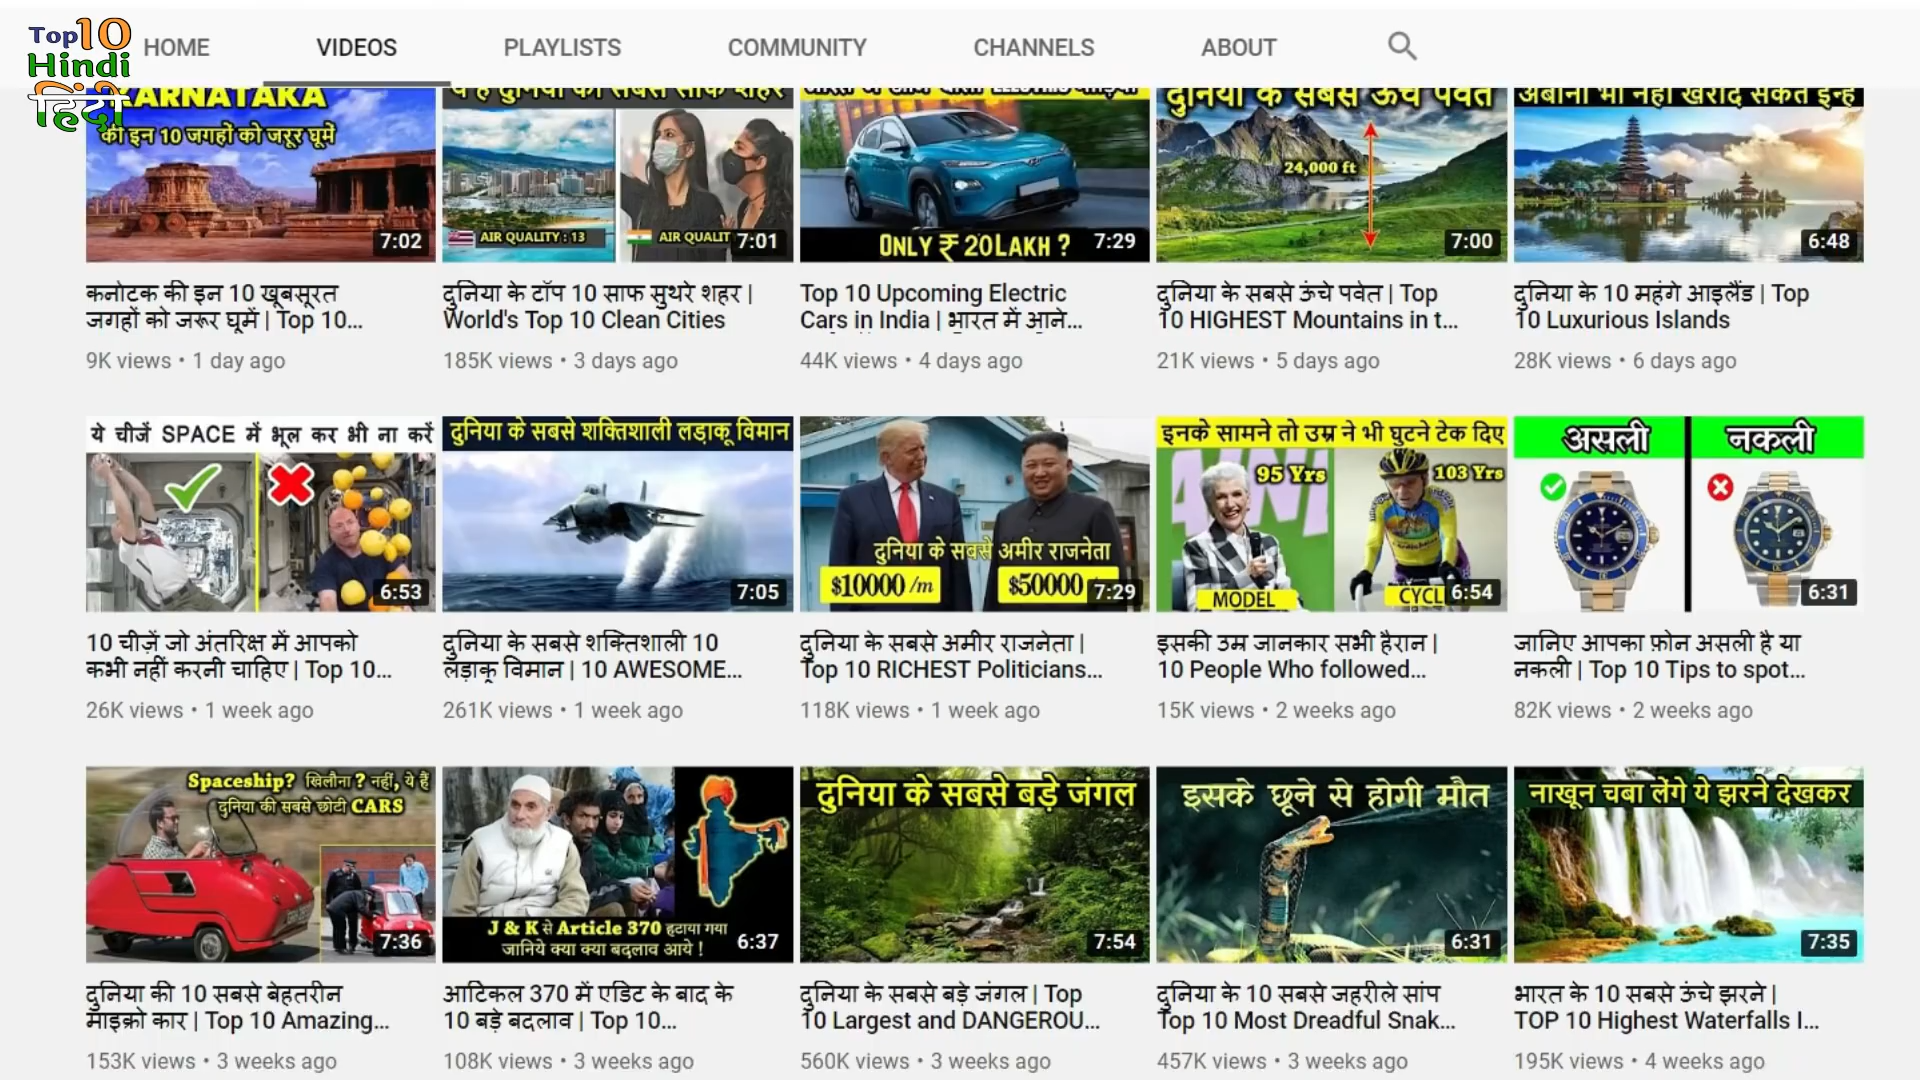 Top10
Hindi
हिंदी
HOME
VIDEOS
PLAYLISTS
COMMUNITY
CHANNELS
ABOUT
KARNATAKA
की इन 10 जगहों को जरूर घूमें
7:02
ये हैं दुनिया के सबसे साफ शहर
AIR QUALITY : 13
AIR QUALIT
7:01
ONLY ₹ 20 LAKH ?
7:29
दुनिया के सबसे ऊंचे पर्वत
24,000 ft
7:00
अंबानी भी नहीं खरीद सकते इन्हें
6:48
कर्नाटक की इन 10 खूबसूरत
जगहों को जरूर घूमें | Top 10...
9K views • 1 day ago
दुनिया के टॉप 10 साफ सुथरे शहर |
World's Top 10 Clean Cities
185K views • 3 days ago
Top 10 Upcoming Electric
Cars in India | भारत में आने...
44K views • 4 days ago
दुनिया के सबसे ऊंचे पर्वत | Top
10 HIGHEST Mountains in t...
21K views • 5 days ago
दुनिया के 10 महंगे आइलैंड | Top
10 Luxurious Islands
28K views • 6 days ago
ये चीजें SPACE में भूल कर भी ना करें
6:53
दुनिया के सबसे शक्तिशाली लड़ाकू विमान
7:05
दुनिया के सबसे अमीर राजनेता
$10000 /m
$50000
7:29
इनके सामने तो उम्र ने भी घुटने टेक दिए
95 Yrs
103 Yrs
MODEL
CYCL
6:54
असली
नकली
6:31
10 चीज़ें जो अंतरिक्ष में आपको
कभी नहीं करनी चाहिए | Top 10...
26K views • 1 week ago
दुनिया के सबसे शक्तिशाली 10
लड़ाकू विमान | 10 AWESOME...
261K views • 1 week ago
दुनिया के सबसे अमीर राजनेता |
Top 10 RICHEST Politicians...
118K views • 1 week ago
इसकी उम्र जानकार सभी हैरान |
10 People Who followed...
15K views • 2 weeks ago
जानिए आपका फ़ोन असली है या
नकली | Top 10 Tips to spot...
82K views • 2 weeks ago
Spaceship? खिलौना ? नहीं, ये हैं
दुनिया की सबसे छोटी CARS
7:36
J & K से Article 370 हटाया गया
जानिये क्या क्या बदलाव आये !
6:37
दुनिया के सबसे बड़े जंगल
7:54
इसके छूने से होगी मौत
6:31
नाखून चबा लेंगे ये झरने देखकर
7:35
दुनिया की 10 सबसे बेहतरीन
माइक्रो कार | Top 10 Amazing...
153K views • 3 weeks ago
आर्टिकल 370 में एडिट के बाद के
10 बड़े बदलाव | Top 10...
108K views • 3 weeks ago
दुनिया के सबसे बड़े जंगल | Top
10 Largest and DANGEROU...
560K views • 3 weeks ago
दुनिया के 10 सबसे जहरीले सांप
Top 10 Most Dreadful Snak...
457K views • 3 weeks ago
भारत के 10 सबसे ऊंचे झरने |
TOP 10 Highest Waterfalls I...
195K views • 4 weeks ago